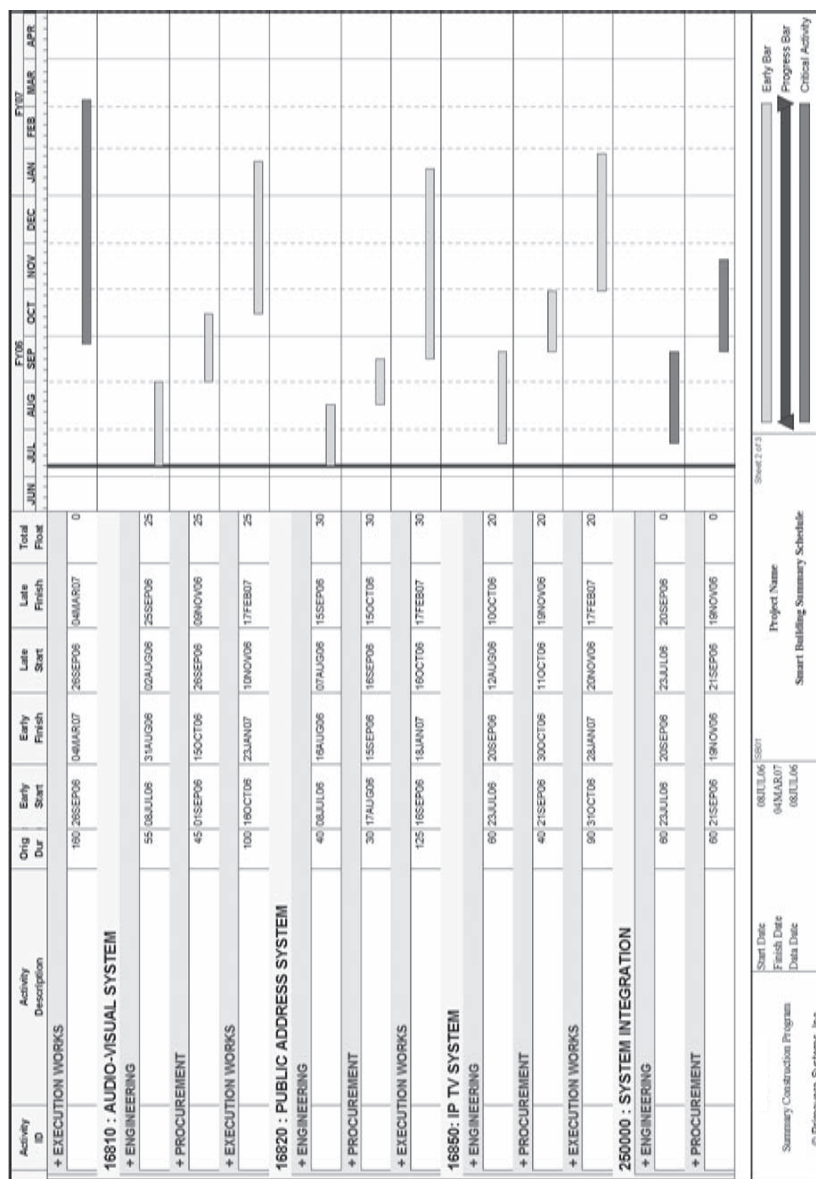 Activity ID Activity Description Orig Dur Early Start Early Finish Late Start Late Finish Total Float
FY06 FY07
JUN JUL AUG SEP OCT NOV DEC JAN FEB MAR APR
+ EXECUTION WORKS
160 26SEP06 04MAR07 26SEP06 04MAR07 0
16810 : AUDIO-VISUAL SYSTEM
+ ENGINEERING
55 08JUL06 31AUG06 02AUG06 25SEP06 25
+ PROCUREMENT
45 01SEP06 15OCT06 26SEP06 09NOV06 25
+ EXECUTION WORKS
100 16OCT06 23JAN07 10NOV06 17FEB07 25
16820 : PUBLIC ADDRESS SYSTEM
+ ENGINEERING
40 08JUL06 16AUG06 07AUG06 15SEP06 30
+ PROCUREMENT
30 17AUG06 15SEP06 16SEP06 15OCT06 30
+ EXECUTION WORKS
125 16SEP06 18JAN07 16OCT06 17FEB07 30
16850: IP TV SYSTEM
+ ENGINEERING
60 23JUL06 20SEP06 12AUG06 10OCT06 20
+ PROCUREMENT
40 21SEP06 30OCT06 11OCT06 19NOV06 20
+ EXECUTION WORKS
90 31OCT06 28JAN07 20NOV06 17FEB07 20
250000 : SYSTEM INTEGRATION
+ ENGINEERING
60 23JUL06 20SEP06 23JUL06 20SEP06 0
+ PROCUREMENT
60 21SEP06 19NOV06 21SEP06 19NOV06 0
Summary Construction Program
Start Date 08JUL06
Finish Date 04MAR07
Data Date 08JUL06
SB01
Sheet 2 of 3
Project Name
Smart Building Summary Schedule
Early Bar
Progress Bar
Critical Activity